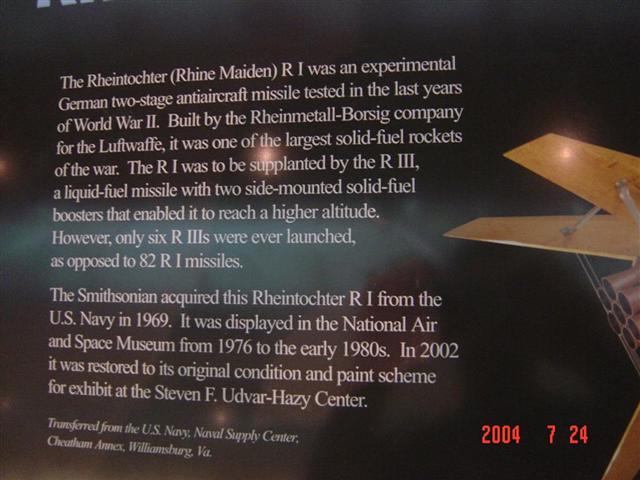 The Rheintochter (Rhine Maiden) R I was an experimental
German two-stage antiaircraft missile tested in the last years
of World War II. Built by the Rheinmetall-Borsig company
for the Luftwaffe, it was one of the largest solid-fuel rockets
of the war. The R I was to be supplanted by the R III,
a liquid-fuel missile with two side-mounted solid-fuel
boosters that enabled it to reach a higher altitude.
However, only six R IIIs were ever launched,
as opposed to 82 R I missiles.
The Smithsonian acquired this Rheintochter R I from the
U.S. Navy in 1969. It was displayed in the National Air
and Space Museum from 1976 to the early 1980s. In 2002
it was restored to its original condition and paint scheme
for exhibit at the Steven F. Udvar-Hazy Center.
Transferred from the U.S. Navy, Naval Supply Center,
Cheatham Annex, Williamsburg, Va.
2004 7 24